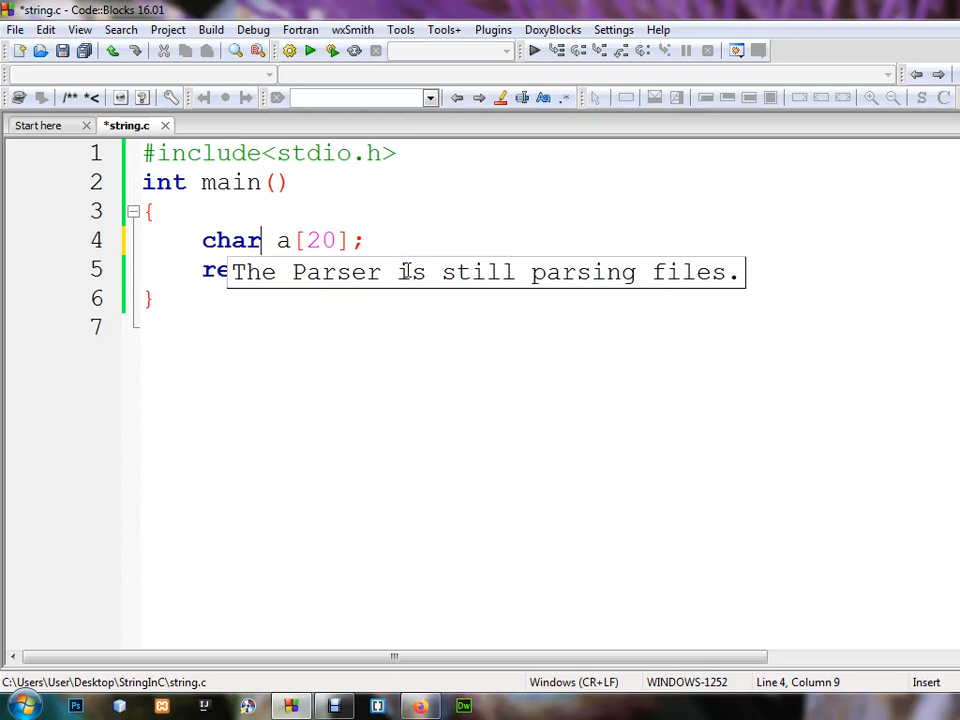 *string.c - Code::Blocks 16.01
File Edit View Search Project Build Debug Fortran wxSmith Tools Tools+ Plugins DoxyBlocks Settings Help
/** *<
Start here
*string.c
1 #include<stdio.h>
2 int main()
3 {
4 char a[20];
5 re
The Parser is still parsing files.
6 }
7
C:\Users\User\Desktop\StringInC\string.c Windows (CR+LF) WINDOWS-1252 Line 4, Column 9 Insert
Ps
IJ
Dw